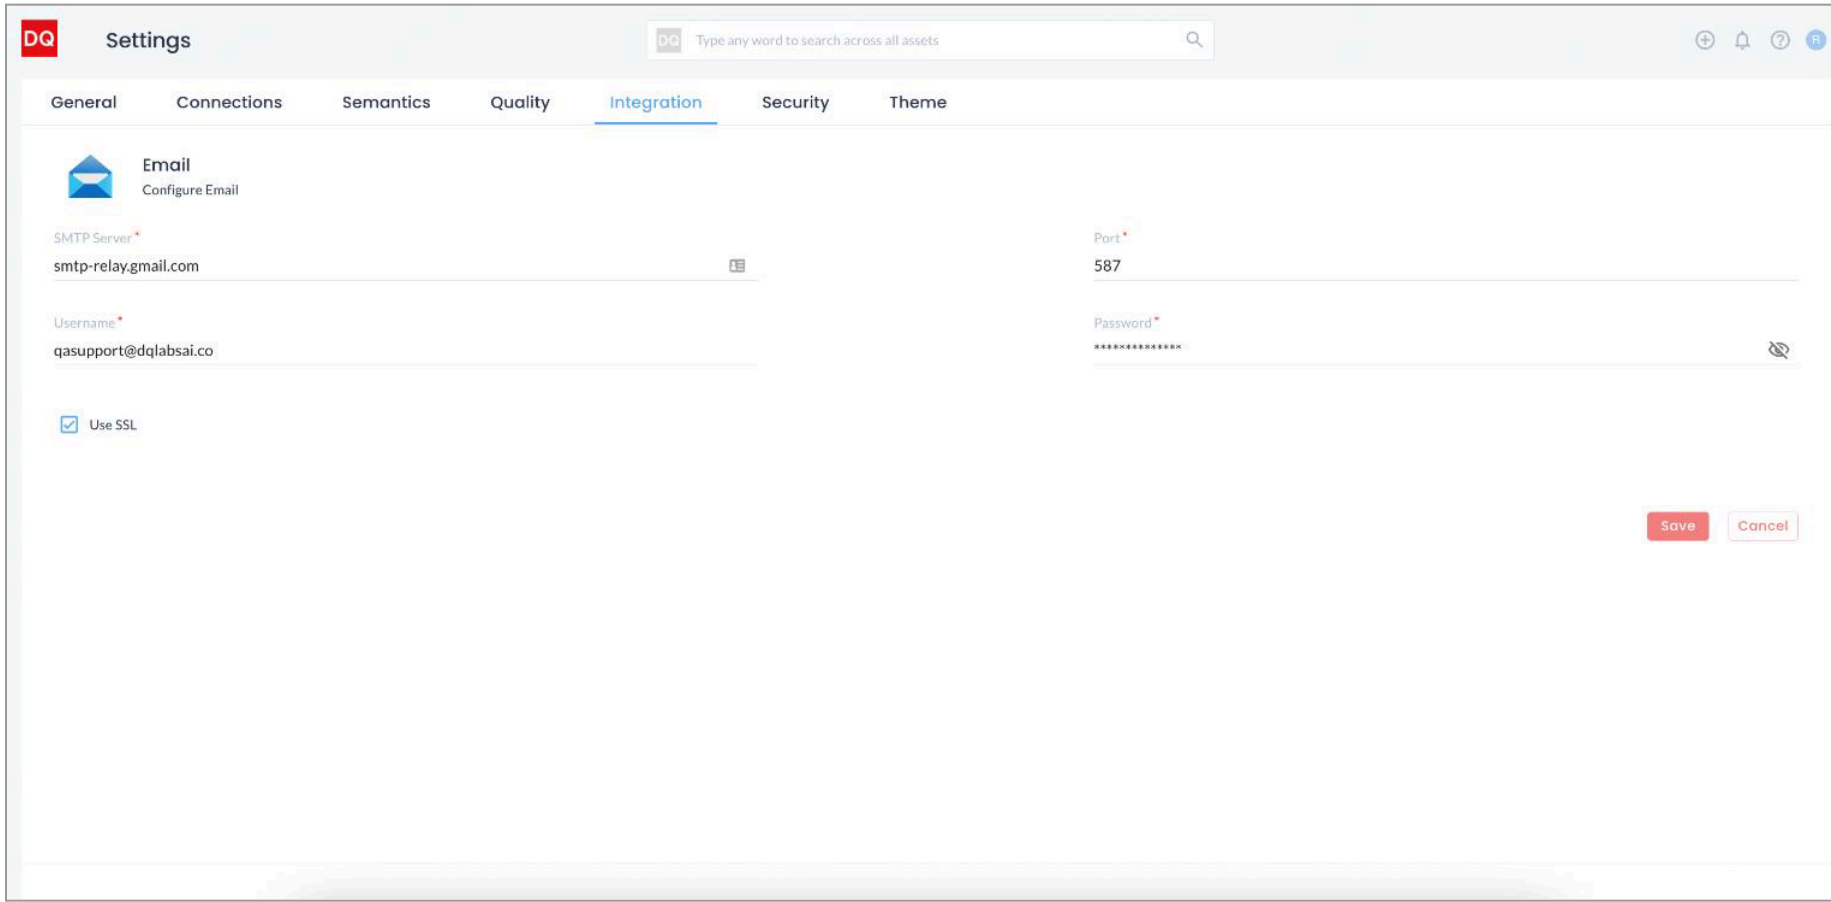 DQ Settings DQ Type any word to search across all assets R
General Connections Semantics Quality Integration Security Theme
Email
Configure Email
SMTP Server* Port*
smtp-relay.gmail.com 587
Username* Password*
qasupport@dqlabsai.co **************
Use SSL
Save Cancel